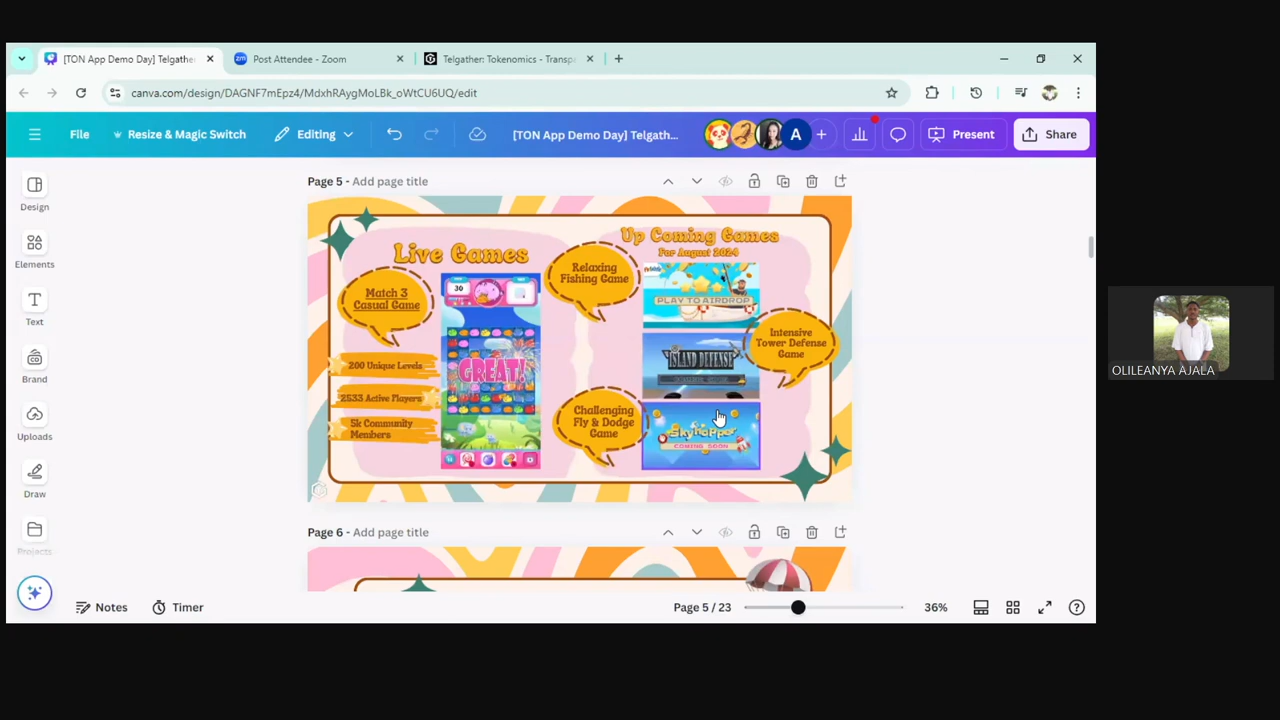 [TON App Demo Day] Telgathe
Post Attendee - Zoom
Telgather: Tokenomics - Transpa
canva.com/design/DAGNF7mEpz4/MdxhRAygMoLBk_oWtCU6UQ/edit
File
Resize & Magic Switch
Editing
[TON App Demo Day] Telgath...
A
Present
Share
Design
Elements
Text
Brand
Uploads
Draw
Projects
Page 5 - Add page title
Live Games
Match 3
Casual Game
200 Unique Levels
2533 Active Players
5k Community
Members
30
GREAT!
Up Coming Games
For August 2024
Relaxing
Fishing Game
PLAY TO AIRDROP
Intensive
Tower Defense
Game
ISLAND DEFENSE
Challenging
Fly & Dodge
Game
Skyhopper
COMING SOON
Page 6 - Add page title
Notes
Timer
Page 5 / 23
36%
OLILEANYA AJALA